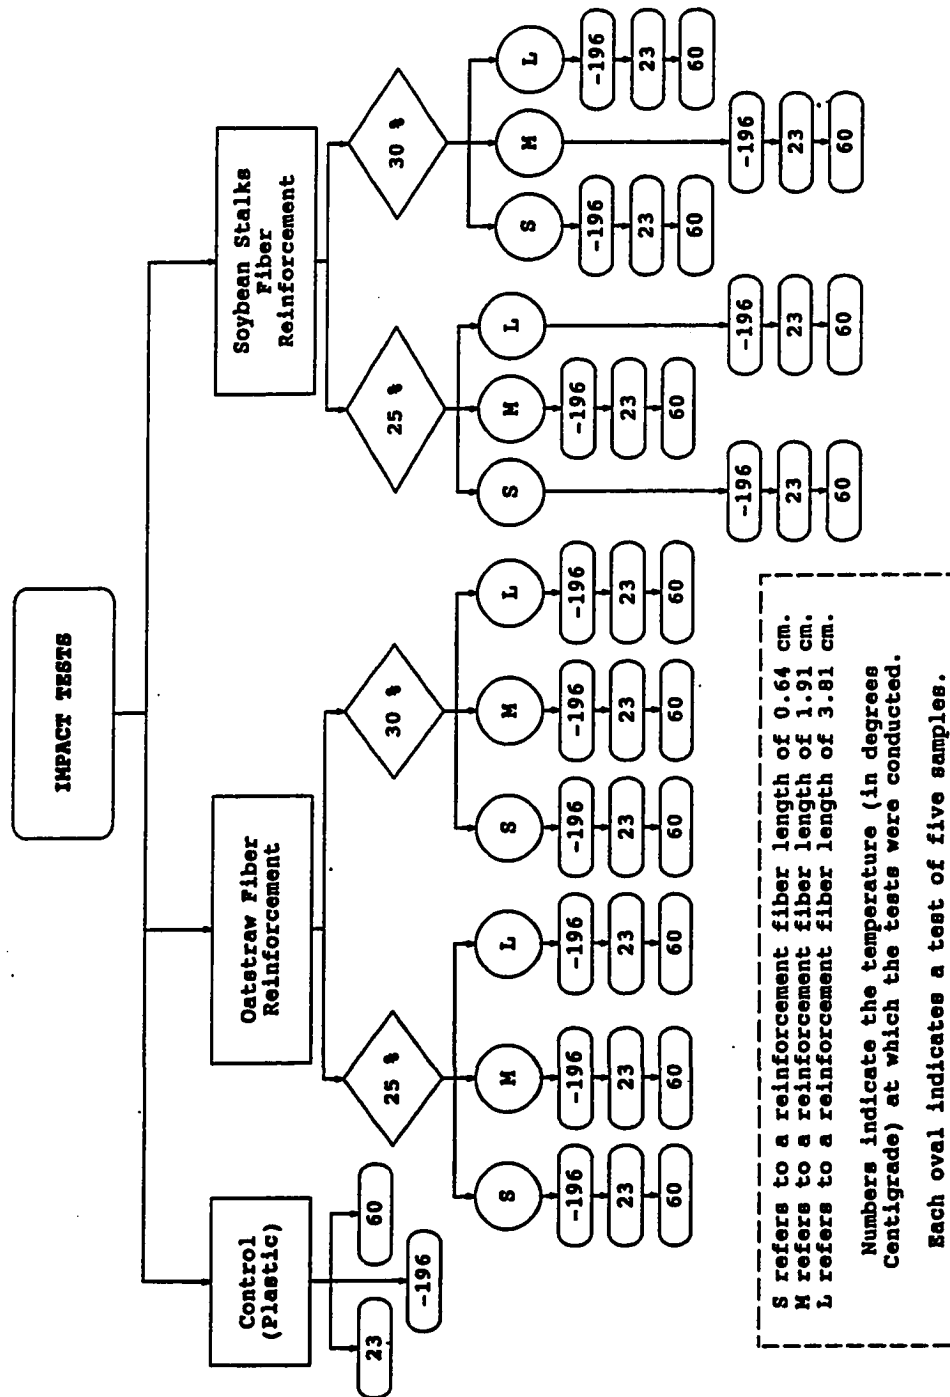 IMPACT TESTS
Control
(Plastic)
23
60
-196
Oatstraw Fiber
Reinforcement
25 %
S
-196
23
60
M
-196
23
60
L
-196
23
60
30 %
S
-196
23
60
M
-196
23
60
L
-196
23
60
Soybean Stalks
Fiber
Reinforcement
25 %
S
-196
23
60
M
-196
23
60
L
-196
23
60
30 %
S
-196
23
60
M
-196
23
60
L
-196
23
60
S refers to a reinforcement fiber length of 0.64 cm.
M refers to a reinforcement fiber length of 1.91 cm.
L refers to a reinforcement fiber length of 3.81 cm.
Numbers indicate the temperature (in degrees
Centigrade) at which the tests were conducted.
Each oval indicates a test of five samples.